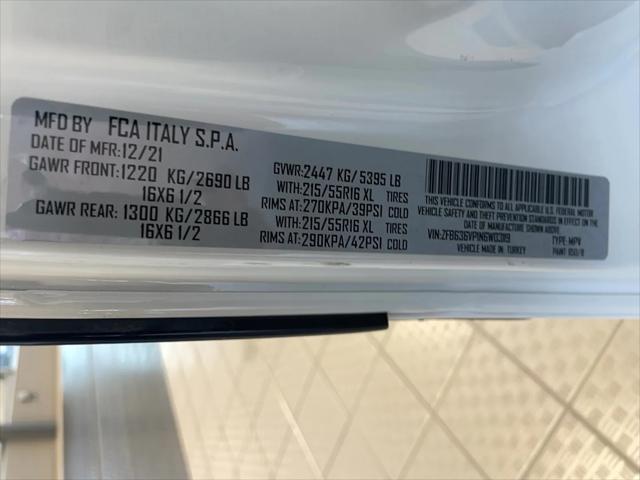 MFD BY FCA ITALY S.P.A.
DATE OF MFR:12/21
GAWR FRONT:1220 KG/2690 LB
16X6 1/2
GAWR REAR:1300 KG/2866 LB
16X6 1/2
GVWR:2447 KG/5395 LB
WITH:215/55R16 XL TIRES
RIMS AT:270KPA/39PSI COLD
WITH:215/55R16 XL TIRES
RIMS AT:290KPA/42PSI COLD
THIS VEHICLE CONFORMS TO ALL APPLICABLE U.S. FEDERAL MOTOR
VEHICLE SAFETY AND THEFT PREVENTION STANDARDS IN EFFECT
ON THE DATE OF MANUFACTURE SHOWN ABOVE
TYPE: MPV
MADE IN TURKEY